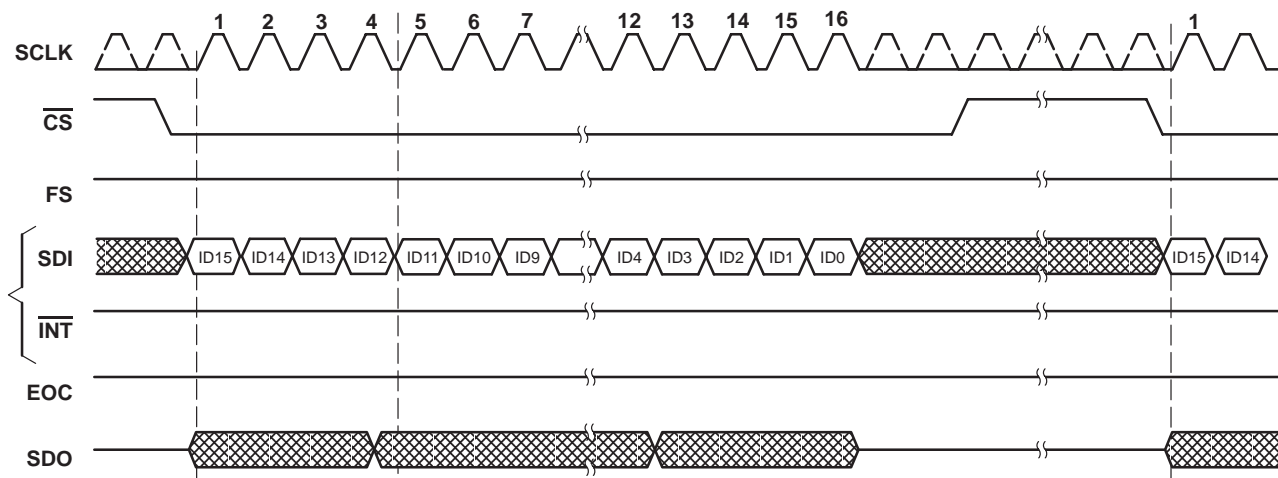 1 2 3 4 5 6 7 12 13 14 15 16 1
SCLK
CS
FS
SDI ID15 ID14 ID13 ID12 ID11 ID10 ID9 ID4 ID3 ID2 ID1 ID0 ID15 ID14
INT
EOC
SDO